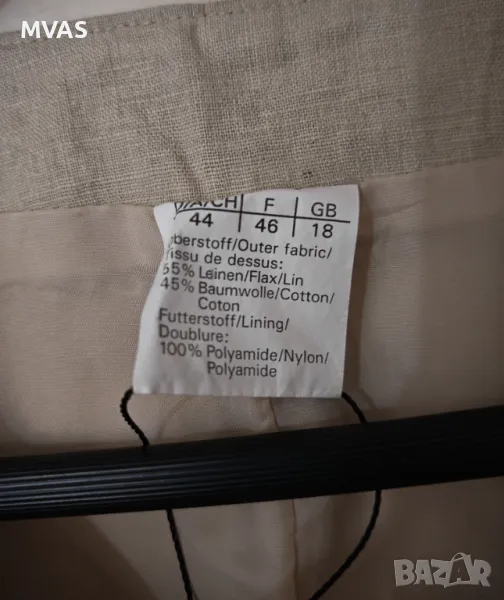 MVAS
D/A/CH F GB
44 46 18
Oberstoff/Outer fabric/
Tissu de dessus:
55% Leinen/Flax/Lin
45% Baumwolle/Cotton/
Coton
Futterstoff/Lining/
Doublure:
100% Polyamide/Nylon/
Polyamide
BAZAR